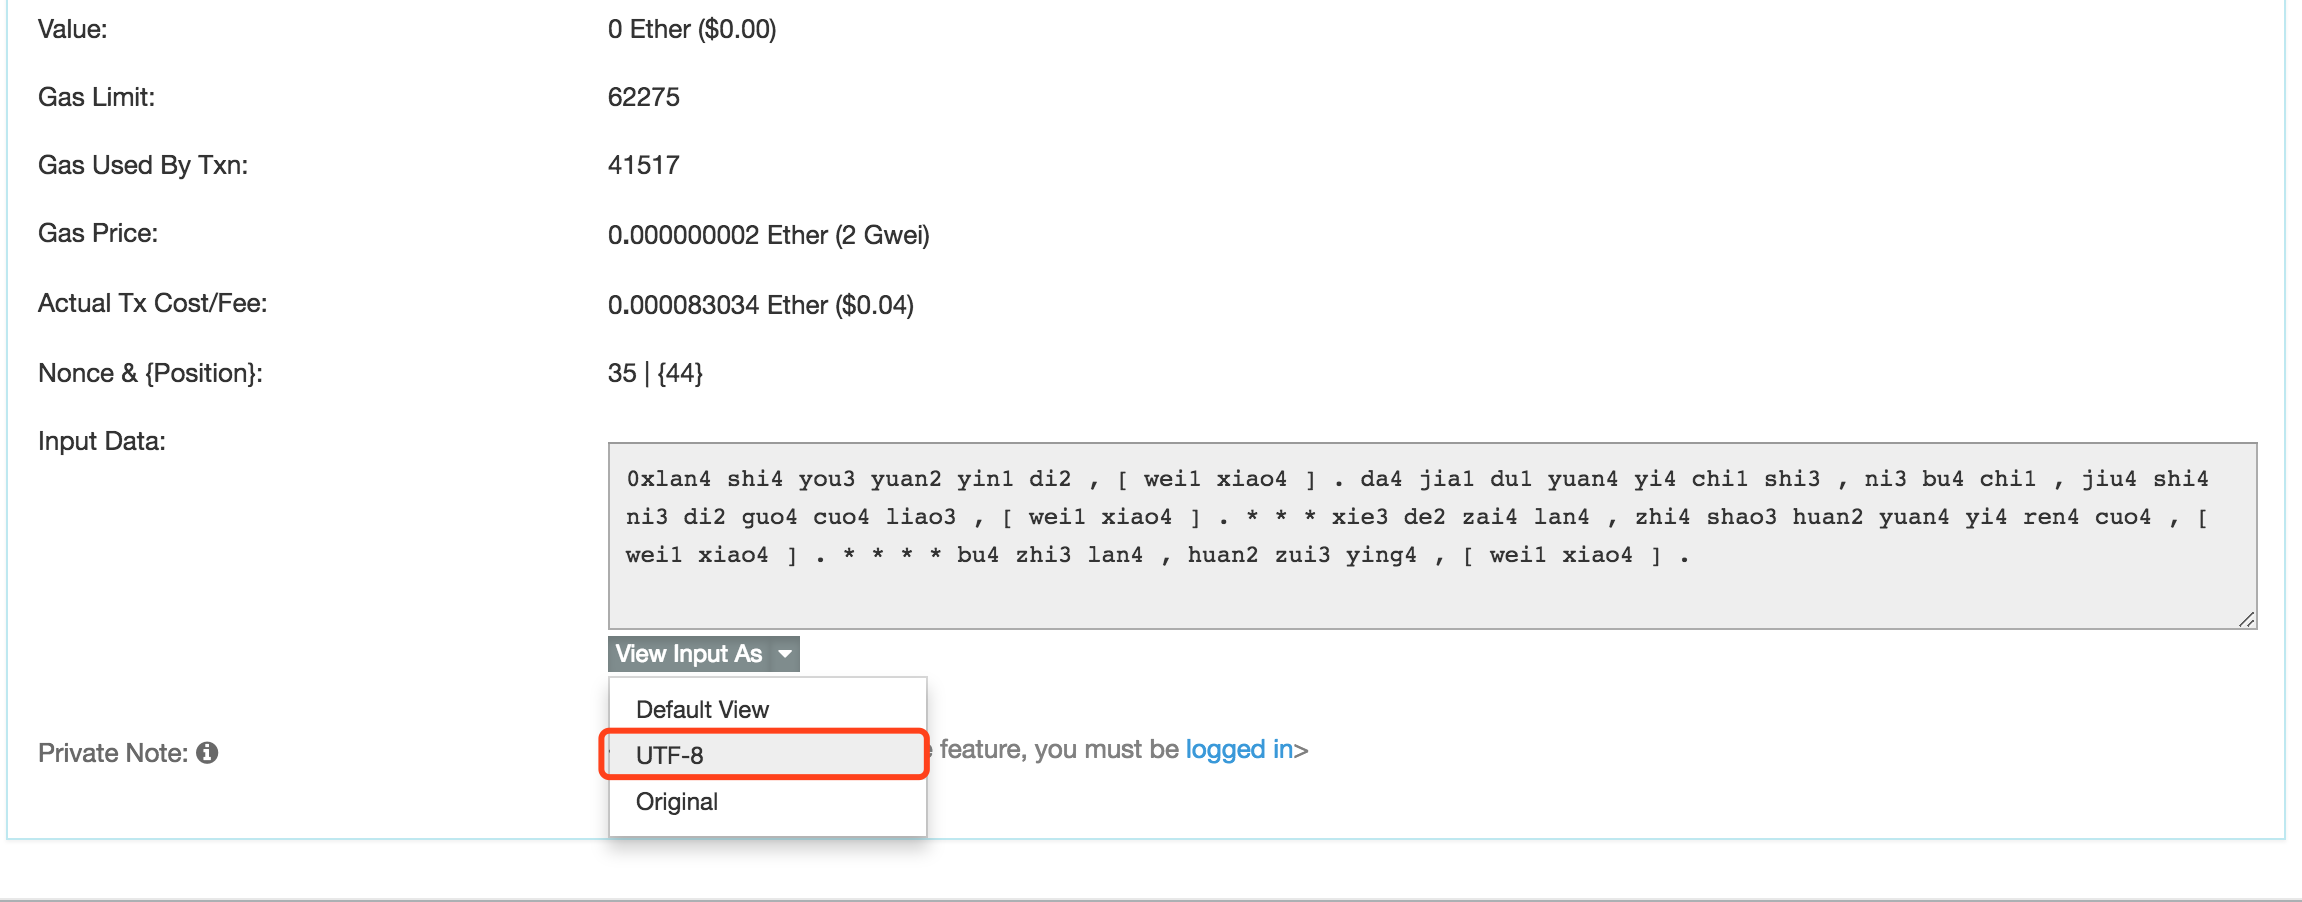 Value: 0 Ether ($0.00)
Gas Limit: 62275
Gas Used By Txn: 41517
Gas Price: 0.000000002 Ether (2 Gwei)
Actual Tx Cost/Fee: 0.000083034 Ether ($0.04)
Nonce & {Position}: 35 | {44}
Input Data:
0xlan4 shi4 you3 yuan2 yin1 di2 , [ wei1 xiao4 ] . da4 jia1 du1 yuan4 yi4 chi1 shi3 , ni3 bu4 chi1 , jiu4 shi4
ni3 di2 guo4 cuo4 liao3 , [ wei1 xiao4 ] . * * * xie3 de2 zai4 lan4 , zhi4 shao3 huan2 yuan4 yi4 ren4 cuo4 , [
wei1 xiao4 ] . * * * * bu4 zhi3 lan4 , huan2 zui3 ying4 , [ wei1 xiao4 ] .
View Input As
Default View
UTF-8
Original
Private Note: feature, you must be logged in>